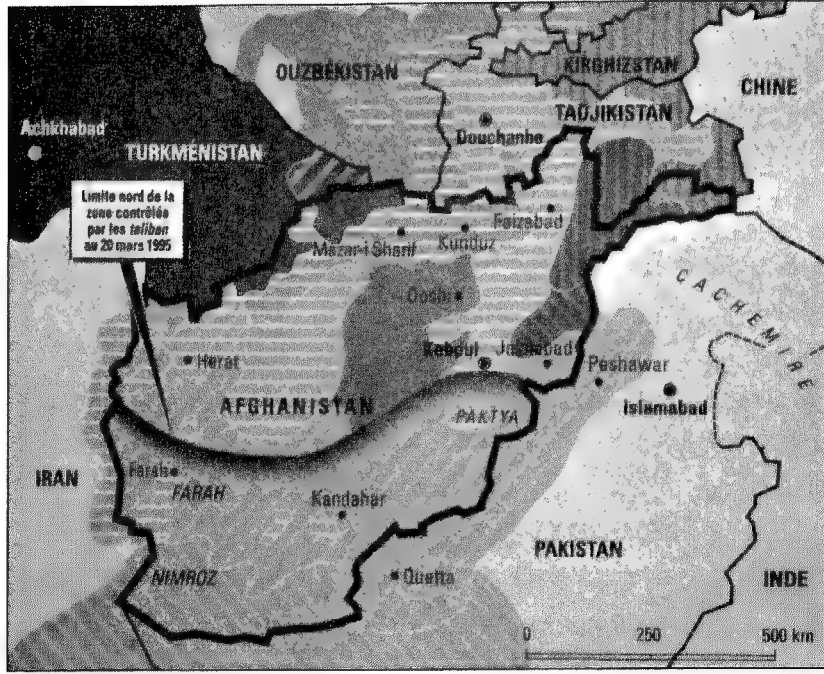 OUZBÉKISTAN
KIRGHIZSTAN
CHINE
Achkhabad
TURKMÉNISTAN
Douchanbe
TADJIKISTAN
Limite nord de la
zone contrôlée
par les taliban
au 20 mars 1995
Mazar-i Sharif
Kunduz
Faizabad
CACHEMIRE
Doshi
Herat
Kaboul
Jalalabad
Peshawar
Islamabad
AFGHANISTAN
PAKTYA
IRAN
Farah
FARAH
Kandahar
NIMROZ
Quetta
PAKISTAN
INDE
0 250 500 km